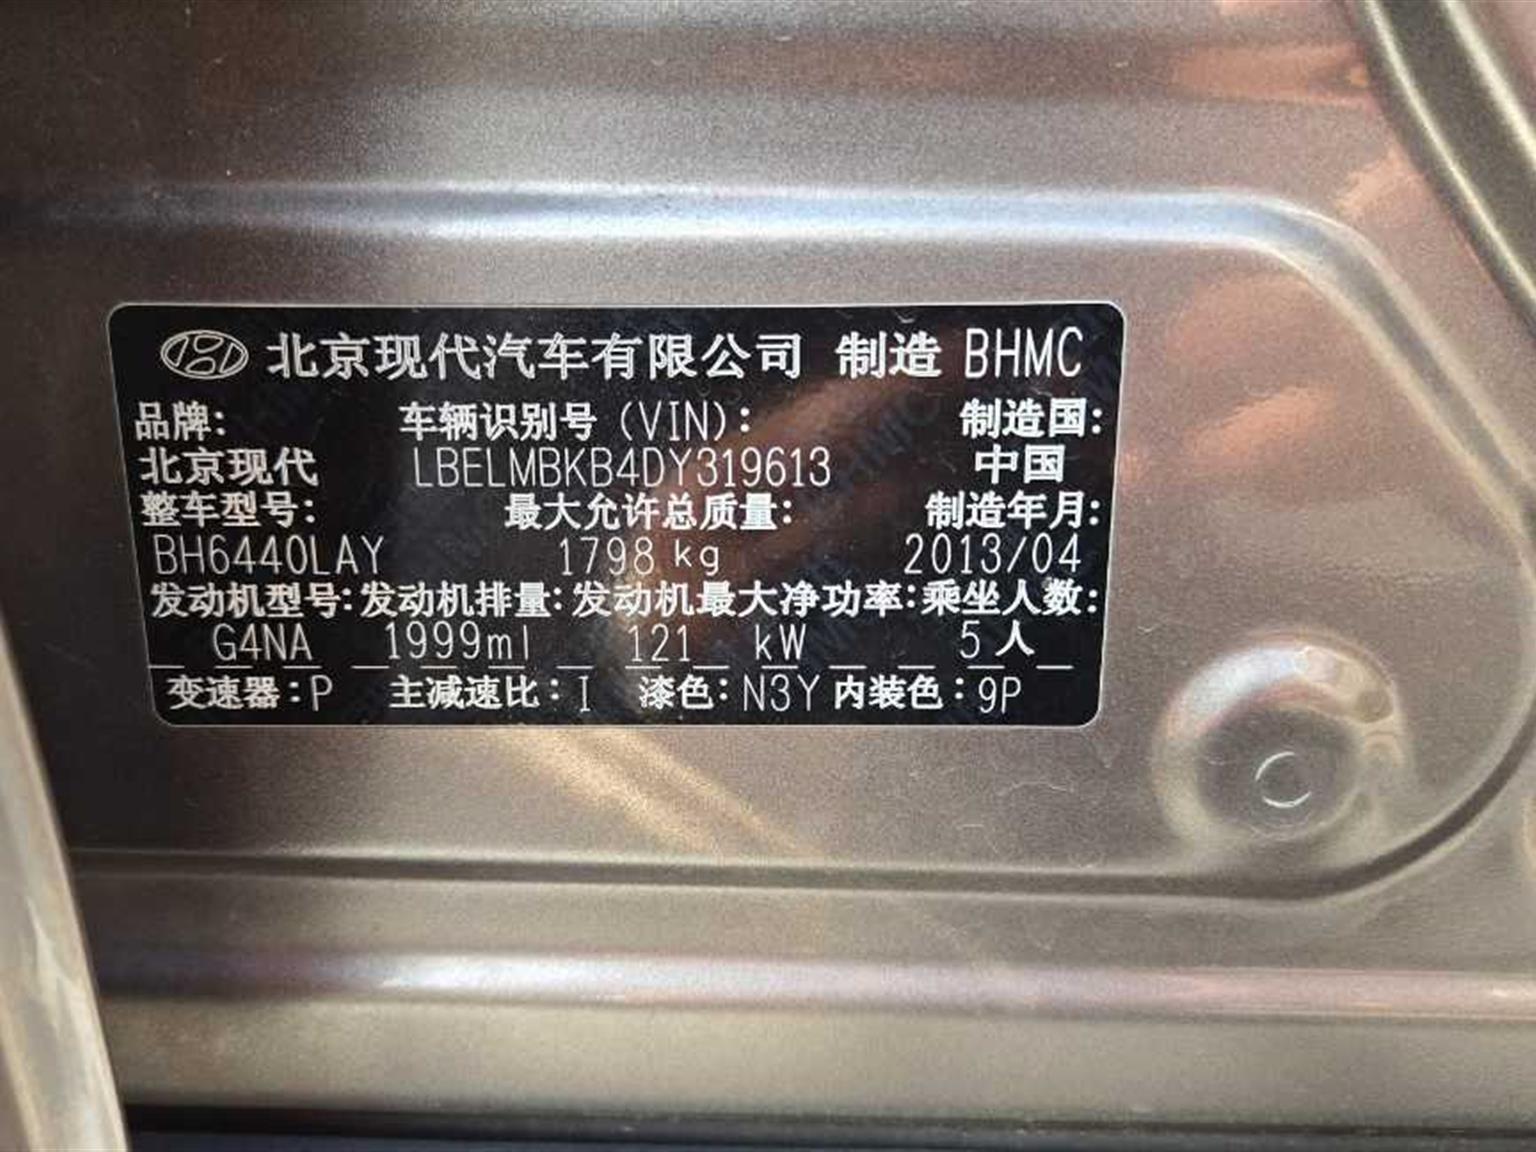 北京现代汽车有限公司 制造 BHMC
品牌: 车辆识别号 (VIN): 制造国:
北京现代 LBELMBKB4DY319613 中国
整车型号: 最大允许总质量: 制造年月:
BH6440LAY 1798 kg 2013/04
发动机型号: 发动机排量: 发动机最大净功率: 乘坐人数:
G4NA 1999ml 121 kW 5 人
变速器: P 主减速比: I 漆色: N3Y 内装色: 9P